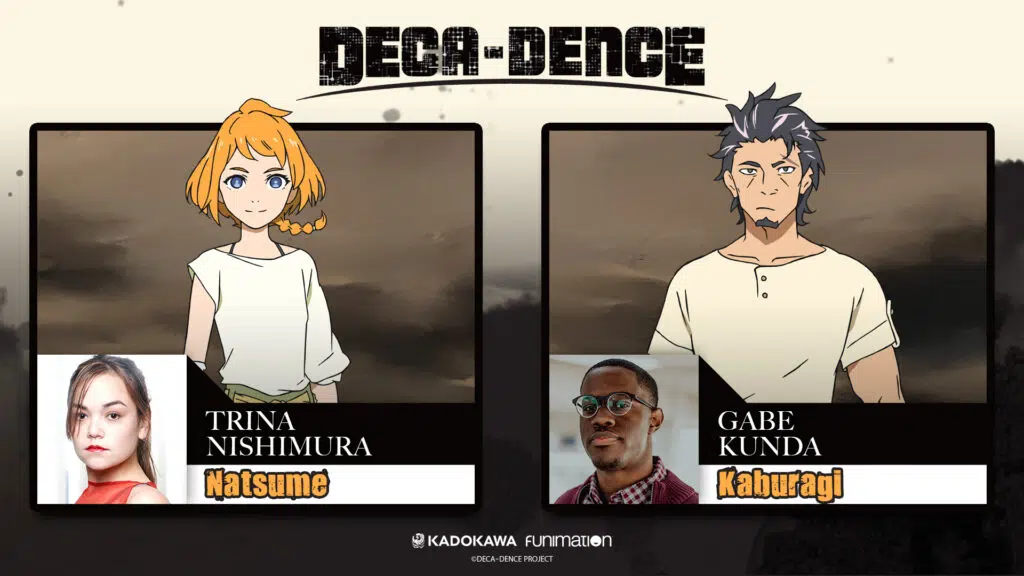 DECA-DENCE
TRINA
NISHIMURA
Natsume
GABE
KUNDA
Kaburagi
KADOKAWA FUNIMATION
©DECA-DENCE PROJECT